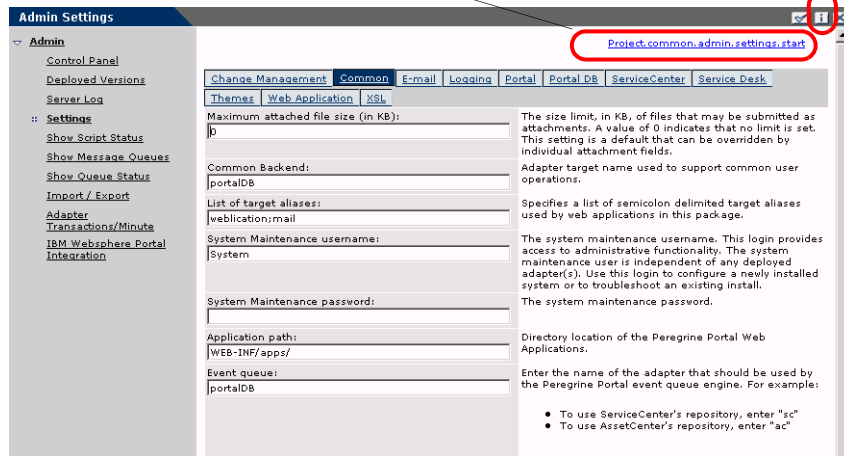 Admin Settings
Admin
Control Panel
Deployed Versions
Server Log
Settings
Show Script Status
Show Message Queues
Show Queue Status
Import / Export
Adapter
Transactions/Minute
IBM Websphere Portal
Integration
Project.common.admin.settings.start
Change Management Common E-mail Logging Portal Portal DB ServiceCenter Service Desk
Themes Web Application XSL
Maximum attached file size (in KB):
0
The size limit, in KB, of files that may be submitted as
attachments. A value of 0 indicates that no limit is set.
This setting is a default that can be overridden by
individual attachment fields.
Common Backend:
portalDB
Adapter target name used to support common user
operations.
List of target aliases:
weblication;mail
Specifies a list of semicolon delimited target aliases
used by web applications in this package.
System Maintenance username:
System
The system maintenance username. This login provides
access to administrative functionality. The system
maintenance user is independent of any deployed
adapter(s). Use this login to configure a newly installed
system or to troubleshoot an existing install.
System Maintenance password:
The system maintenance password.
Application path:
WEB-INF/apps/
Directory location of the Peregrine Portal Web
Applications.
Event queue:
portalDB
Enter the name of the adapter that should be used by
the Peregrine Portal event queue engine. For example:
• To use ServiceCenter's repository, enter "sc"
• To use AssetCenter's repository, enter "ac"